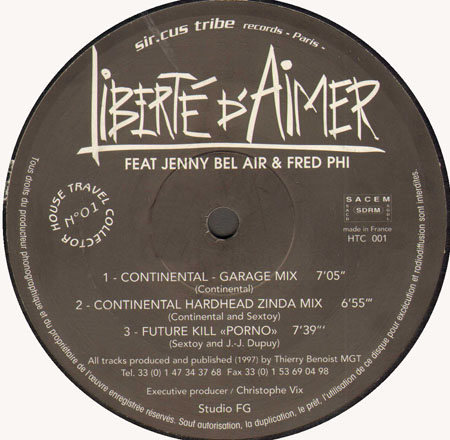 sir.cus tribe records - Paris -
LIBERTÉ D'AIMER
FEAT JENNY BEL AIR & FRED PHI
HOUSE TRAVEL COLLECTOR
N°01
SACEM
SACD SDRM SGDL
made in France
HTC 001
1 - CONTINENTAL - GARAGE MIX 7'05"
(Continental)
2 - CONTINENTAL HARDHEAD ZINDA MIX 6'55'"
(Continental and Sextoy)
3 - FUTURE KILL «PORNO» 7'39"'
(Sextoy and J.-J. Dupuy)
All tracks produced and published (1997) by Thierry Benoist MGT
Tel. 33 (0) 1 47 34 37 68 Fax 33 (0) 1 53 69 04 98
Executive producer / Christophe Vix
Studio FG
Tous droits du producteur phonographique et du propriétaire de l'œuvre enregistrée réservés. Sauf autorisation, la duplication, le prêt, l'utilisation de ce disque pour exécution et radiodiffusion sont interdites.